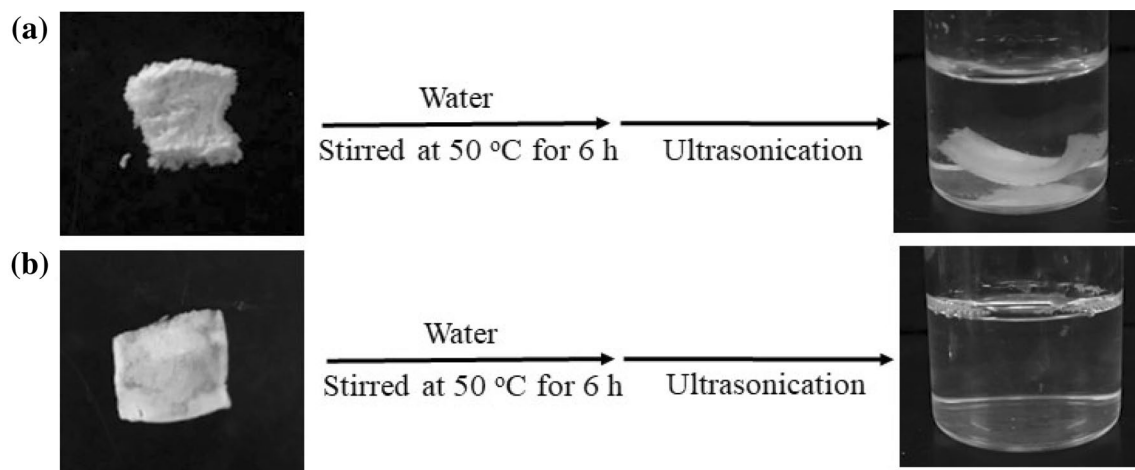 (a)
Water
Stirred at 50 °C for 6 h
Ultrasonication
(b)
Water
Stirred at 50 °C for 6 h
Ultrasonication